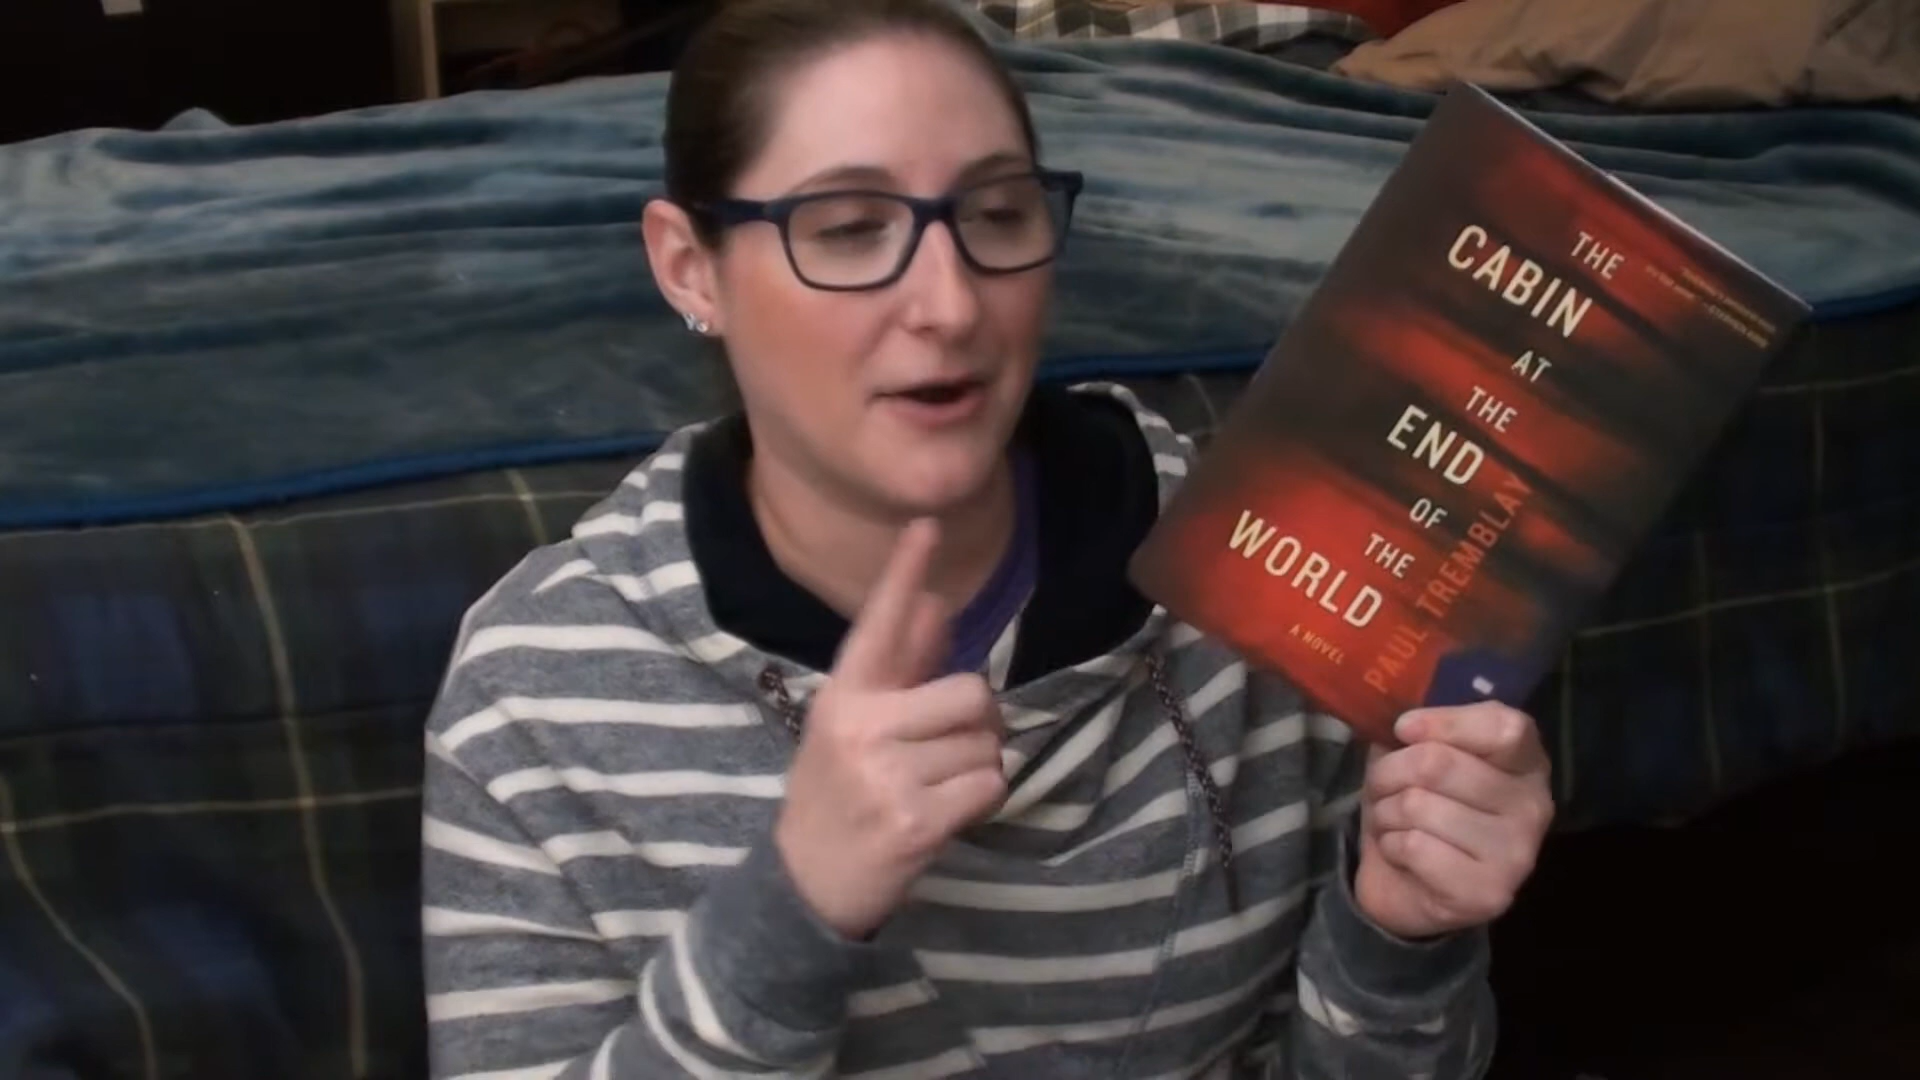 THE
CABIN
AT
THE
END
OF
THE
WORLD
A NOVEL
PAUL TREMBLAY